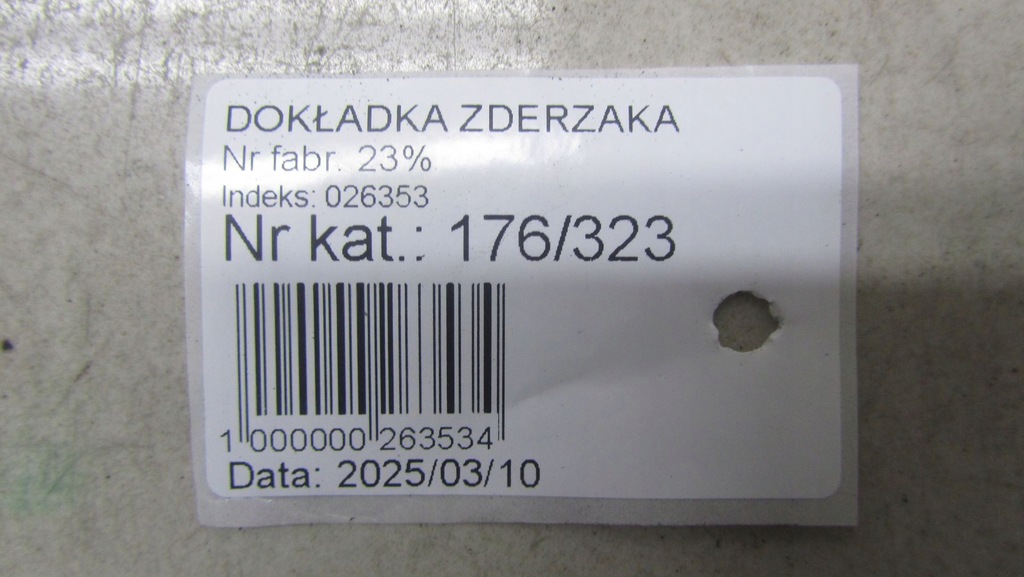 DOKŁADKA ZDERZAKA
Nr fabr. 23%
Indeks: 026353
Nr kat.: 176/323
1 000000 263534
Data: 2025/03/10